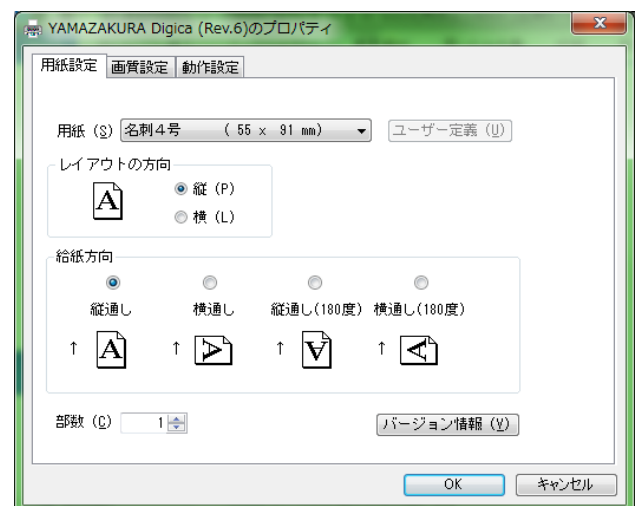 YAMAZAKURA Digica (Rev.6)のプロパティ
用紙設定 画質設定 動作設定
用紙 (S) 名刺4号 ( 55 x 91 mm) ユーザー定義 (U)
レイアウトの方向
A 縦 (P)
横 (L)
給紙方向
縦通し 横通し 縦通し(180度) 横通し(180度)
↑ A ↑ A ↑ A ↑ A
部数 (C) 1 バージョン情報 (V)
OK キャンセル